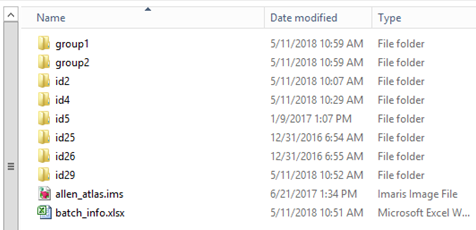 Name Date modified Type
group1 5/11/2018 10:59 AM File folder
group2 5/11/2018 10:59 AM File folder
id2 5/11/2018 10:07 AM File folder
id4 5/11/2018 10:29 AM File folder
id5 1/9/2017 1:07 PM File folder
id25 12/31/2016 6:54 AM File folder
id26 12/31/2016 6:55 AM File folder
id29 5/11/2018 10:52 AM File folder
allen_atlas.ims 6/21/2017 1:34 PM Imaris Image File
batch_info.xlsx 5/11/2018 10:51 AM Microsoft Excel W...